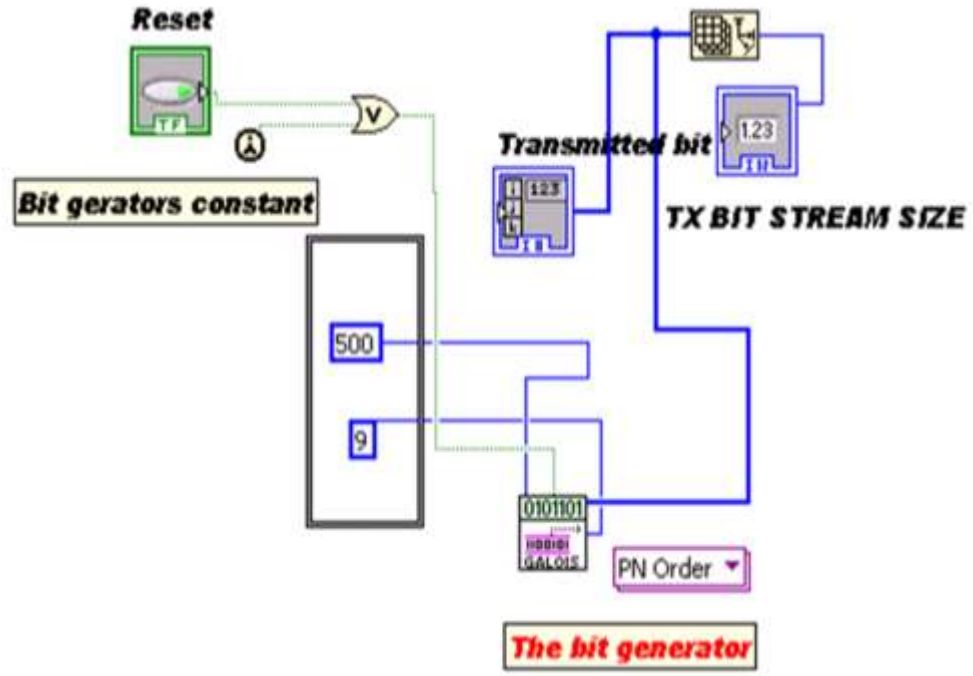 Reset
TF
V
Bit gerators constant
Transmitted bit
123
i
j
k
1.23
TX BIT STREAM SIZE
500
9
0101101
GALOIS
PN Order
The bit generator